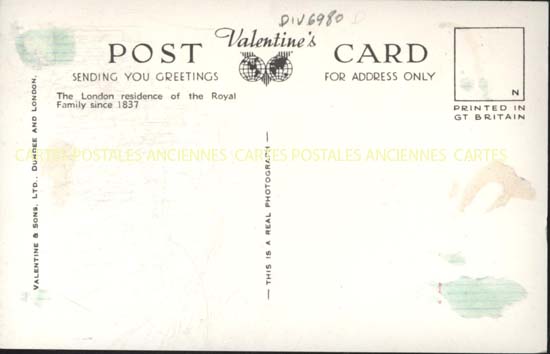 DIV6980 D
Valentine's
POST CARD
SENDING YOU GREETINGS FOR ADDRESS ONLY
The London residence of the Royal
Family since 1837
N
PRINTED IN
GT BRITAIN
CARTES POSTALES ANCIENNES CARTES POSTALES ANCIENNES CARTES
VALENTINE & SONS, LTD., DUNDEE AND LONDON.
— THIS IS A REAL PHOTOGRAPH —